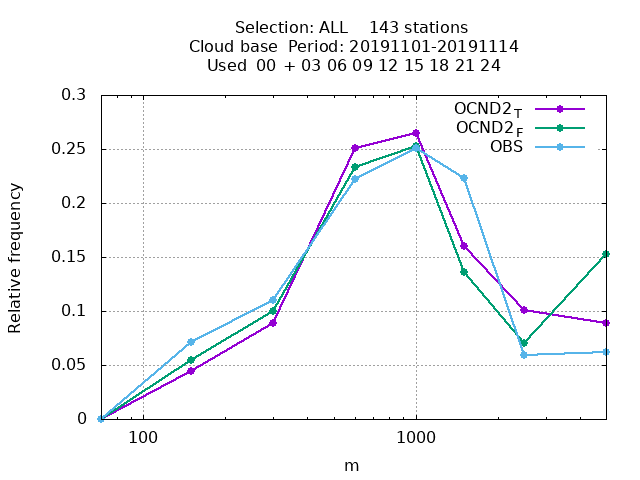 Selection: ALL    143 stations
Cloud base  Period: 20191101-20191114
Used  00 + 03 06 09 12 15 18 21 24
0.3
0.25
0.2
0.15
0.1
0.05
0
Relative frequency
OCND2T
OCND2F
OBS
100
1000
m